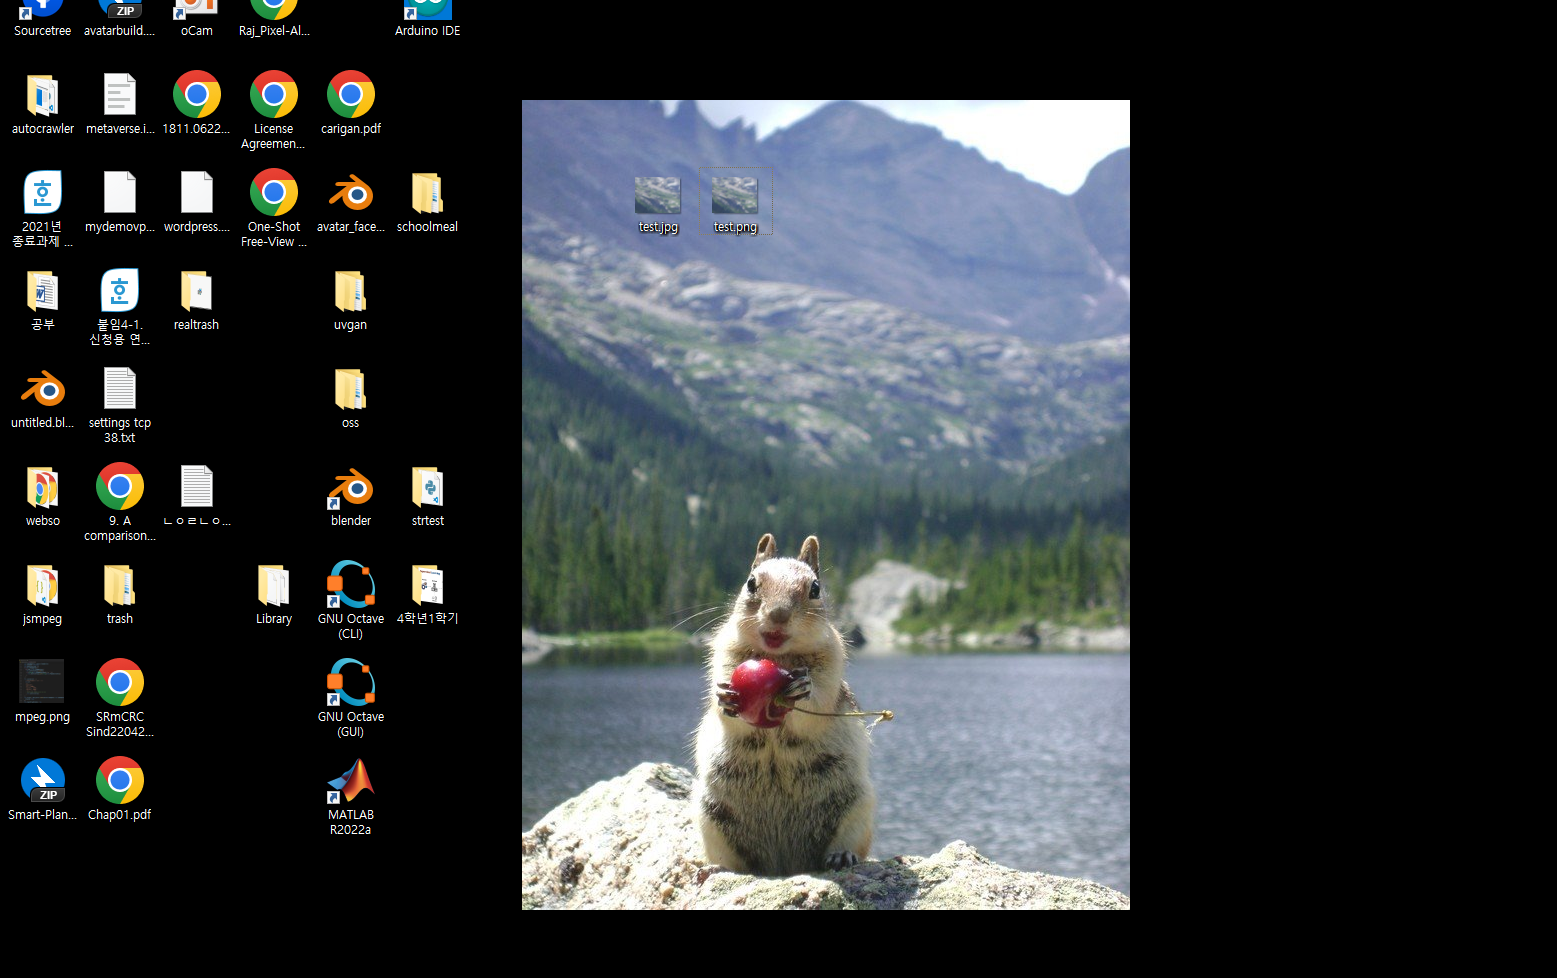 Sourcetree
avatarbuild....
ZIP
oCam
Raj_Pixel-Al...
Arduino IDE
autocrawler
metaverse.i...
1811.0622...
License
Agreemen...
carigan.pdf
2021년
종료과제 ...
mydemovp...
wordpress....
One-Shot
Free-View ...
avatar_face...
schoolmeal
test.jpg
test.png
공부
붙임4-1.
신청용 연...
realtrash
uvgan
untitled.bl...
settings tcp
38.txt
oss
webso
9. A
comparison...
ㄴㅇㄹㄴㅇ...
blender
strtest
jsmpeg
trash
Library
GNU Octave
(CLI)
4학년1학기
mpeg.png
SRmCRC
Sind22042...
GNU Octave
(GUI)
Smart-Plan...
ZIP
Chap01.pdf
MATLAB
R2022a